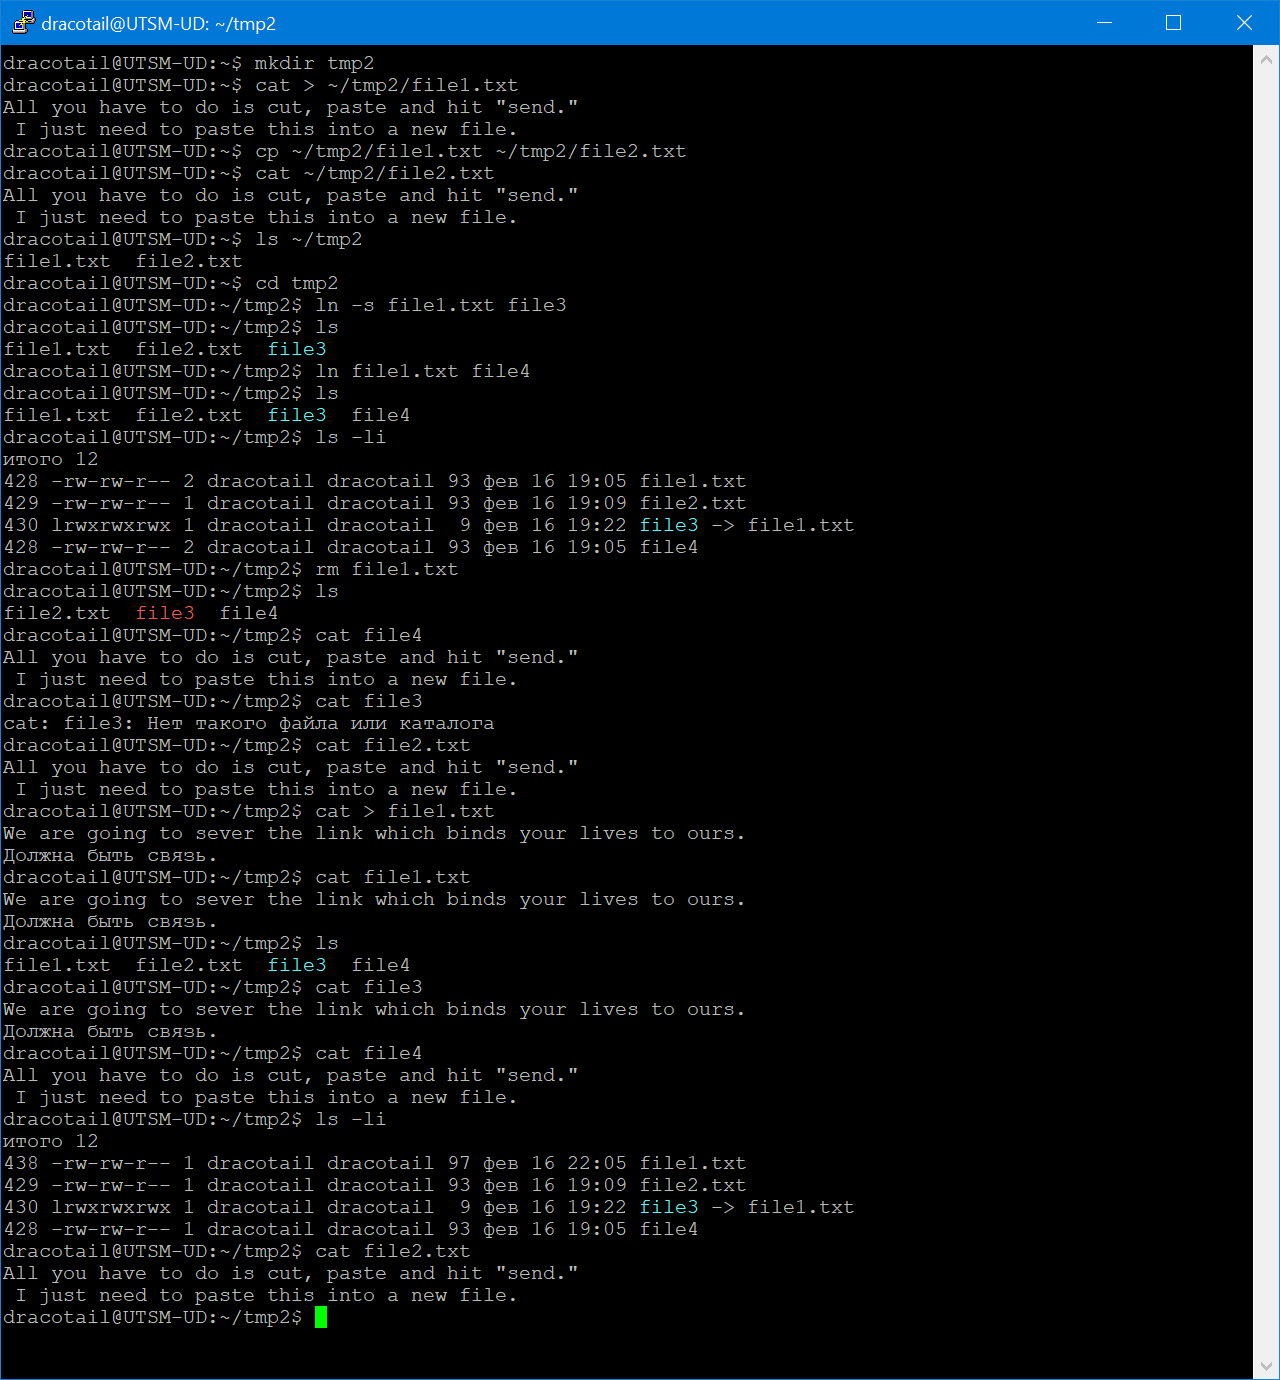 dracotail@UTSM-UD: ~/tmp2
dracotail@UTSM-UD:~$ mkdir tmp2
dracotail@UTSM-UD:~$ cat > ~/tmp2/file1.txt
All you have to do is cut, paste and hit "send."
 I just need to paste this into a new file.
dracotail@UTSM-UD:~$ cp ~/tmp2/file1.txt ~/tmp2/file2.txt
dracotail@UTSM-UD:~$ cat ~/tmp2/file2.txt
All you have to do is cut, paste and hit "send."
 I just need to paste this into a new file.
dracotail@UTSM-UD:~$ ls ~/tmp2
file1.txt  file2.txt
dracotail@UTSM-UD:~$ cd tmp2
dracotail@UTSM-UD:~/tmp2$ ln -s file1.txt file3
dracotail@UTSM-UD:~/tmp2$ ls
file1.txt  file2.txt  file3
dracotail@UTSM-UD:~/tmp2$ ln file1.txt file4
dracotail@UTSM-UD:~/tmp2$ ls
file1.txt  file2.txt  file3  file4
dracotail@UTSM-UD:~/tmp2$ ls -li
итого 12
428 -rw-rw-r-- 2 dracotail dracotail 93 фев 16 19:05 file1.txt
429 -rw-rw-r-- 1 dracotail dracotail 93 фев 16 19:09 file2.txt
430 lrwxrwxrwx 1 dracotail dracotail  9 фев 16 19:22 file3 -> file1.txt
428 -rw-rw-r-- 2 dracotail dracotail 93 фев 16 19:05 file4
dracotail@UTSM-UD:~/tmp2$ rm file1.txt
dracotail@UTSM-UD:~/tmp2$ ls
file2.txt  file3  file4
dracotail@UTSM-UD:~/tmp2$ cat file4
All you have to do is cut, paste and hit "send."
 I just need to paste this into a new file.
dracotail@UTSM-UD:~/tmp2$ cat file3
cat: file3: Нет такого файла или каталога
dracotail@UTSM-UD:~/tmp2$ cat file2.txt
All you have to do is cut, paste and hit "send."
 I just need to paste this into a new file.
dracotail@UTSM-UD:~/tmp2$ cat > file1.txt
We are going to sever the link which binds your lives to ours.
Должна быть связь.
dracotail@UTSM-UD:~/tmp2$ cat file1.txt
We are going to sever the link which binds your lives to ours.
Должна быть связь.
dracotail@UTSM-UD:~/tmp2$ ls
file1.txt  file2.txt  file3  file4
dracotail@UTSM-UD:~/tmp2$ cat file3
We are going to sever the link which binds your lives to ours.
Должна быть связь.
dracotail@UTSM-UD:~/tmp2$ cat file4
All you have to do is cut, paste and hit "send."
 I just need to paste this into a new file.
dracotail@UTSM-UD:~/tmp2$ ls -li
итого 12
438 -rw-rw-r-- 1 dracotail dracotail 97 фев 16 22:05 file1.txt
429 -rw-rw-r-- 1 dracotail dracotail 93 фев 16 19:09 file2.txt
430 lrwxrwxrwx 1 dracotail dracotail  9 фев 16 19:22 file3 -> file1.txt
428 -rw-rw-r-- 1 dracotail dracotail 93 фев 16 19:05 file4
dracotail@UTSM-UD:~/tmp2$ cat file2.txt
All you have to do is cut, paste and hit "send."
 I just need to paste this into a new file.
dracotail@UTSM-UD:~/tmp2$